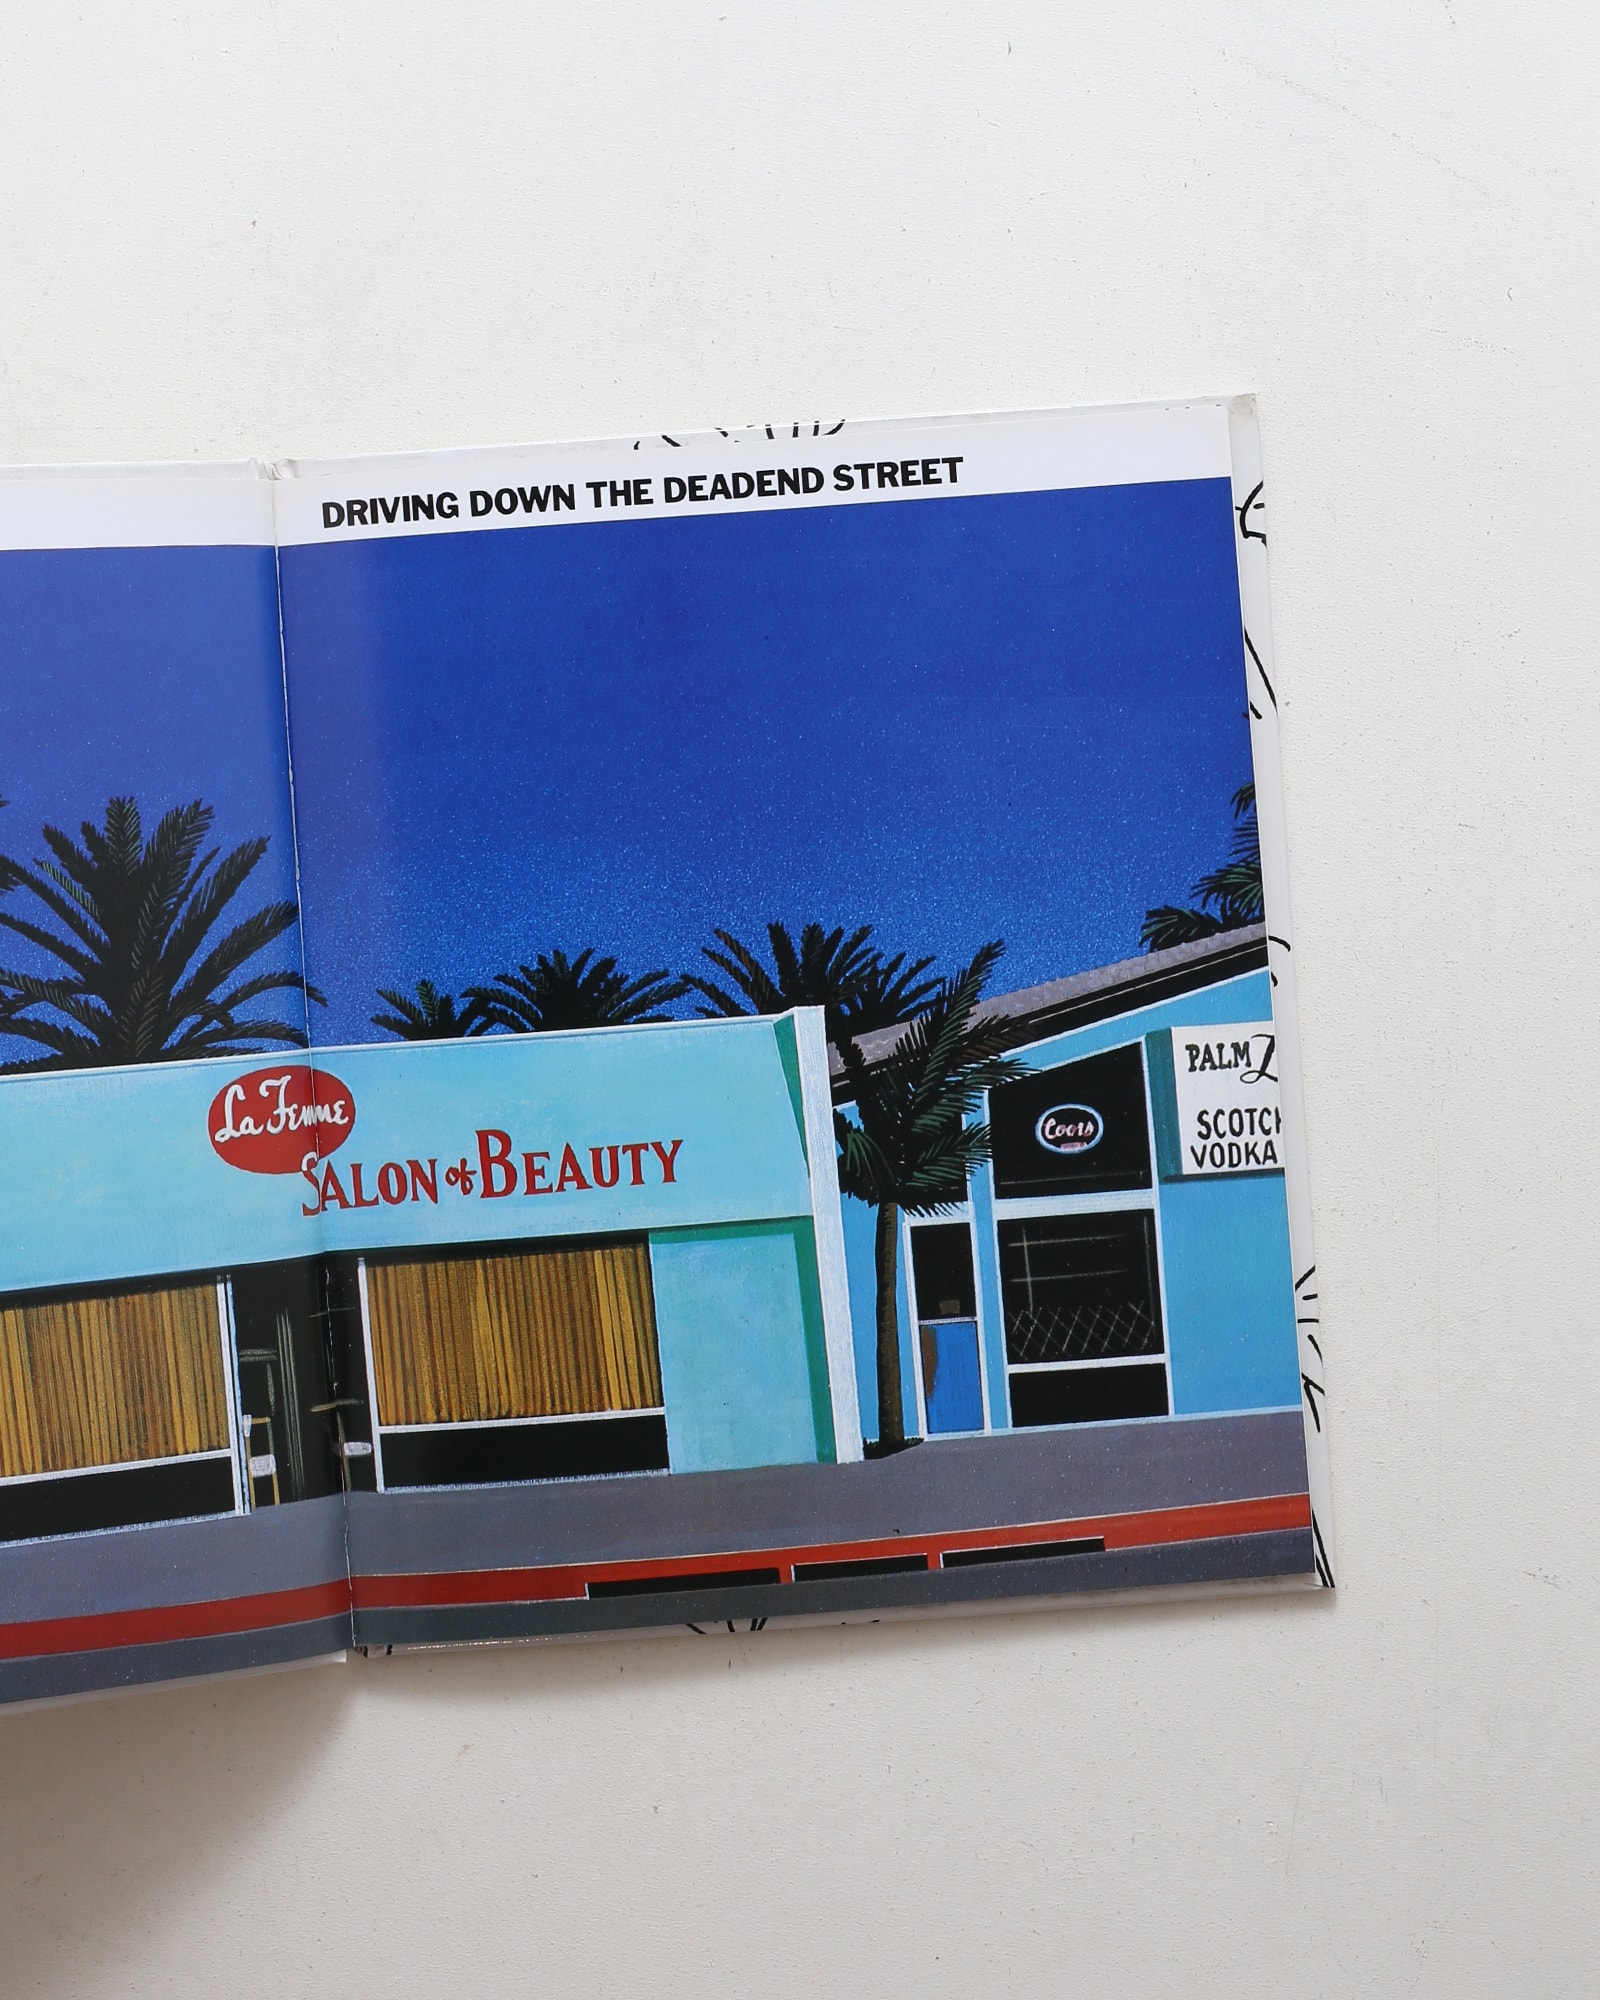 DRIVING DOWN THE DEADEND STREET
La Femme
SALON of BEAUTY
Coors
PALM
SCOTCH
VODKA